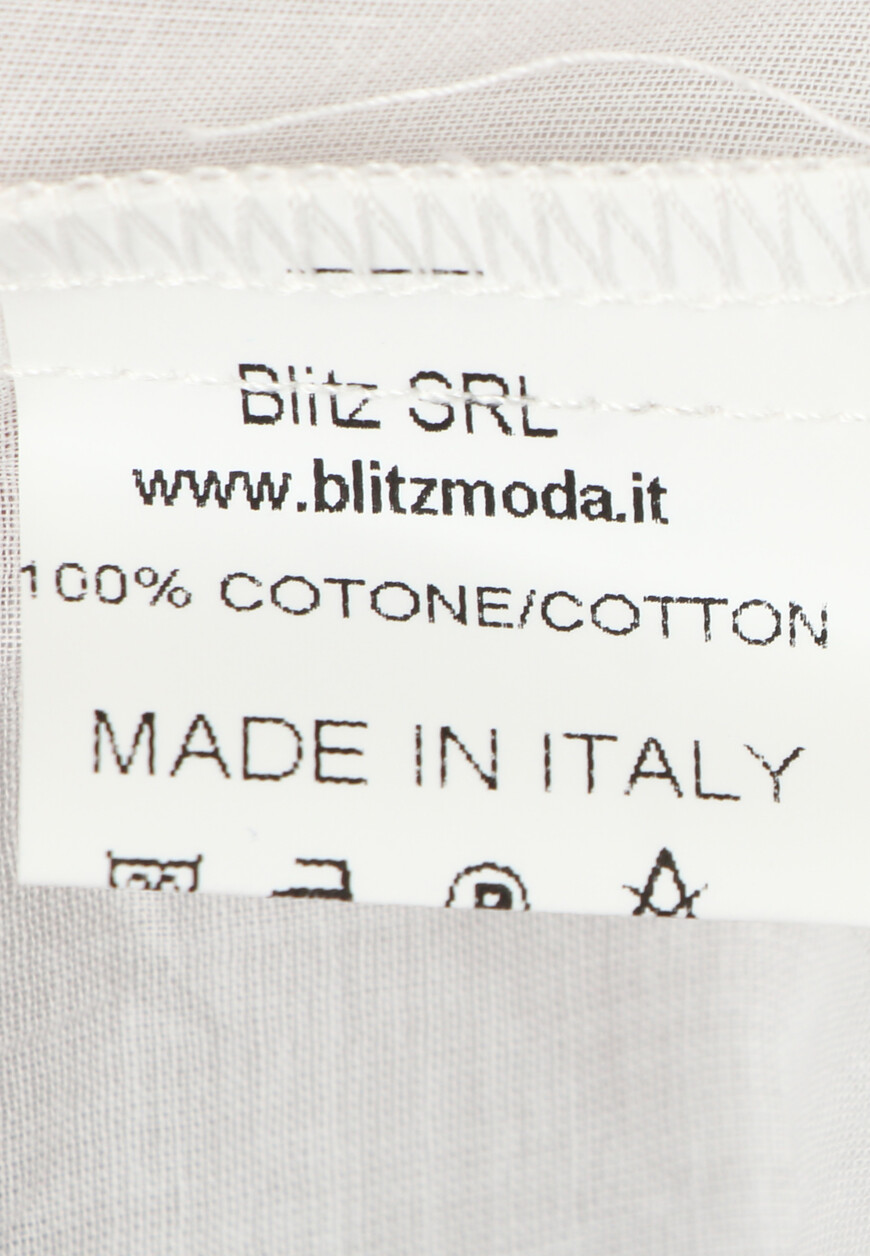 Blitz SRL
www.blitzmoda.it
100% COTONE/COTTON
MADE IN ITALY
P